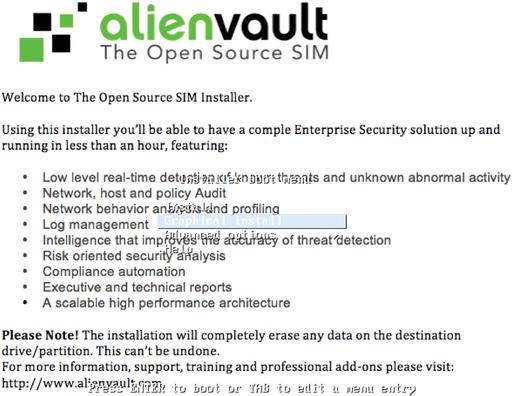 alienvault
The Open Source SIM
Welcome to The Open Source SIM Installer.
Using this installer you'll be able to have a comple Enterprise Security solution up and
running in less than an hour, featuring:
• Low level real-time detection of known threats and unknown abnormal activity
Installer boot menu
• Network, host and policy Audit
• Network behavior analysis and profiling
Install
• Log management
Graphical install
• Intelligence that improves the accuracy of threat detection
Advanced options
• Risk oriented security analysis
Help
• Compliance automation
• Executive and technical reports
• A scalable high performance architecture
Please Note! The installation will completely erase any data on the destination
drive/partition. This can't be undone.
For more information, support, training and professional add-ons please visit:
http://www.alienvault.com
Press ENTER to boot or TAB to edit a menu entry